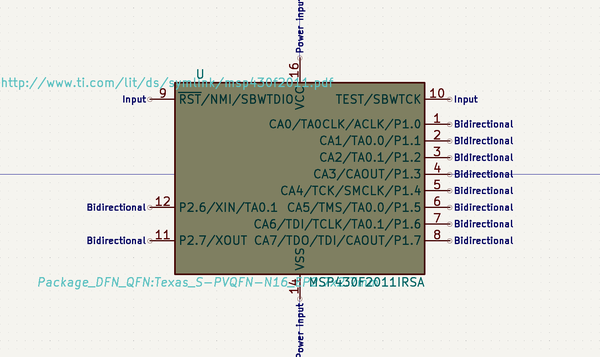 Power Input
16
U
http://www.ti.com/lit/ds/symlink/msp430f2011.pdf
VCC
Input 9 RST/NMI/SBWTDIO TEST/SBWTCK 10 Input
CA0/TA0CLK/ACLK/P1.0 1 Bidirectional
CA1/TA0.0/P1.1 2 Bidirectional
CA2/TA0.1/P1.2 3 Bidirectional
CA3/CAOUT/P1.3 4 Bidirectional
CA4/TCK/SMCLK/P1.4 5 Bidirectional
Bidirectional 12 P2.6/XIN/TA0.1 CA5/TMS/TA0.0/P1.5 6 Bidirectional
CA6/TDI/TCLK/TA0.1/P1.6 7 Bidirectional
Bidirectional 11 P2.7/XOUT CA7/TDO/TDI/CAOUT/P1.7 8 Bidirectional
VSS
Package_DFN_QFN:Texas_S-PVQFN-N16
MSP430F2011IRSA
14
Power Input